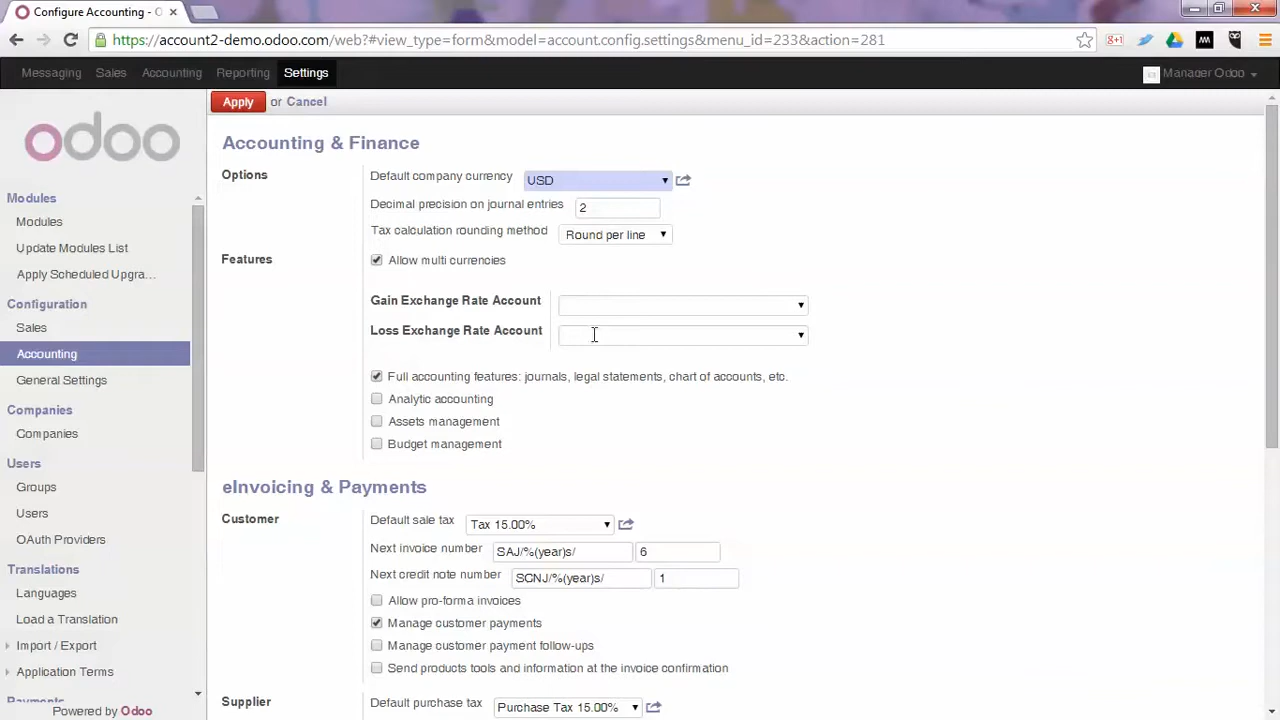 Configure Accounting - O
https://account2-demo.odoo.com/web?#view_type=form&model=account.config.settings&menu_id=233&action=281
Messaging Sales Accounting Reporting Settings Manager Odoo
odoo
Modules
Modules
Update Modules List
Apply Scheduled Upgra...
Configuration
Sales
Accounting
General Settings
Companies
Companies
Users
Groups
Users
OAuth Providers
Translations
Languages
Load a Translation
Import / Export
Application Terms
Payments
Powered by Odoo
Apply or Cancel
Accounting & Finance
Options
Default company currency USD
Decimal precision on journal entries 2
Tax calculation rounding method Round per line
Features
Allow multi currencies
Gain Exchange Rate Account
Loss Exchange Rate Account
Full accounting features: journals, legal statements, chart of accounts, etc.
Analytic accounting
Assets management
Budget management
eInvoicing & Payments
Customer
Default sale tax Tax 15.00%
Next invoice number SAJ/%(year)s/ 6
Next credit note number SCNJ/%(year)s/ 1
Allow pro-forma invoices
Manage customer payments
Manage customer payment follow-ups
Send products tools and information at the invoice confirmation
Supplier
Default purchase tax Purchase Tax 15.00%